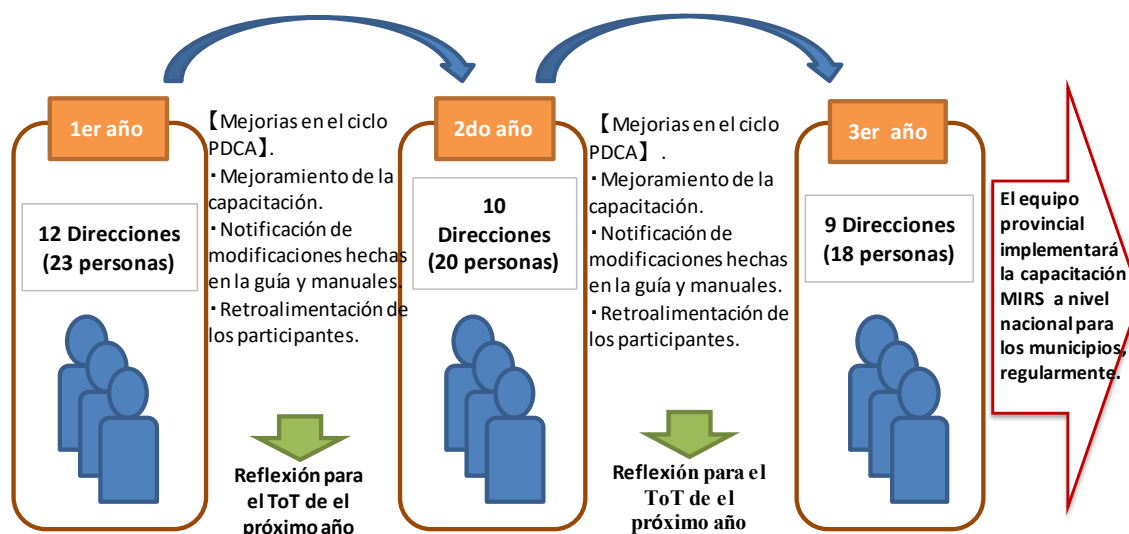 1er año
12 Direcciones
(23 personas)
【Mejorias en el ciclo
PDCA】.
・Mejoramiento de la
capacitación.
・Notificación de
modificaciones hechas
en la guía y manuales.
・Retroalimentación de
los participantes.
Reflexión para
el ToT de el
próximo año
2do año
10
Direcciones
(20 personas)
【Mejorias en el ciclo
PDCA】 .
・Mejoramiento de la
capacitación.
・Notificación de
modificaciones hechas
en la guía y manuales.
・Retroalimentación de
los participantes.
Reflexión para el
ToT de el
próximo año
3er año
9 Direcciones
(18 personas)
El equipo
provincial
implementará
la capacitación
MIRS a nivel
nacional para
los municipios,
regularmente.